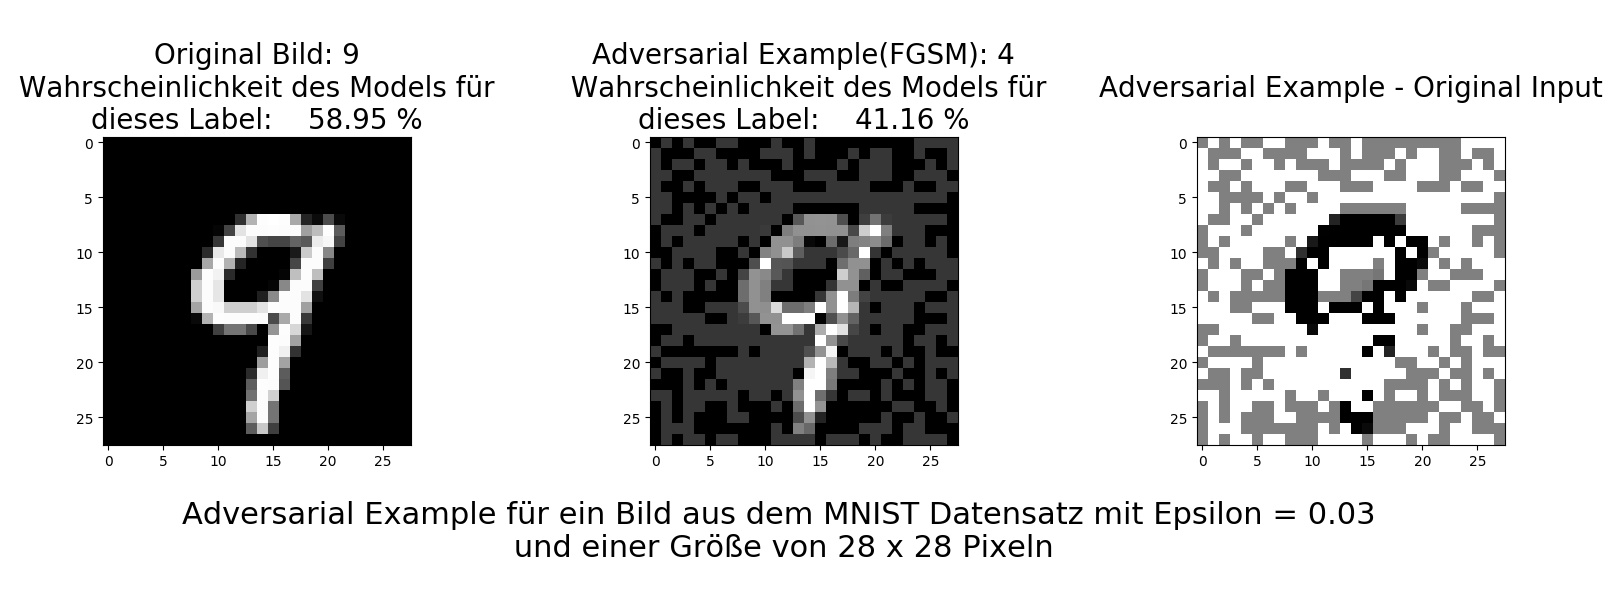 Original Bild: 9
Wahrscheinlichkeit des Models für
dieses Label: 58.95 %
Adversarial Example(FGSM): 4
Wahrscheinlichkeit des Models für
dieses Label: 41.16 %
Adversarial Example - Original Input
0
5
10
15
20
25
0 5 10 15 20 25
0
5
10
15
20
25
0 5 10 15 20 25
0
5
10
15
20
25
0 5 10 15 20 25
Adversarial Example für ein Bild aus dem MNIST Datensatz mit Epsilon = 0.03
und einer Größe von 28 x 28 Pixeln